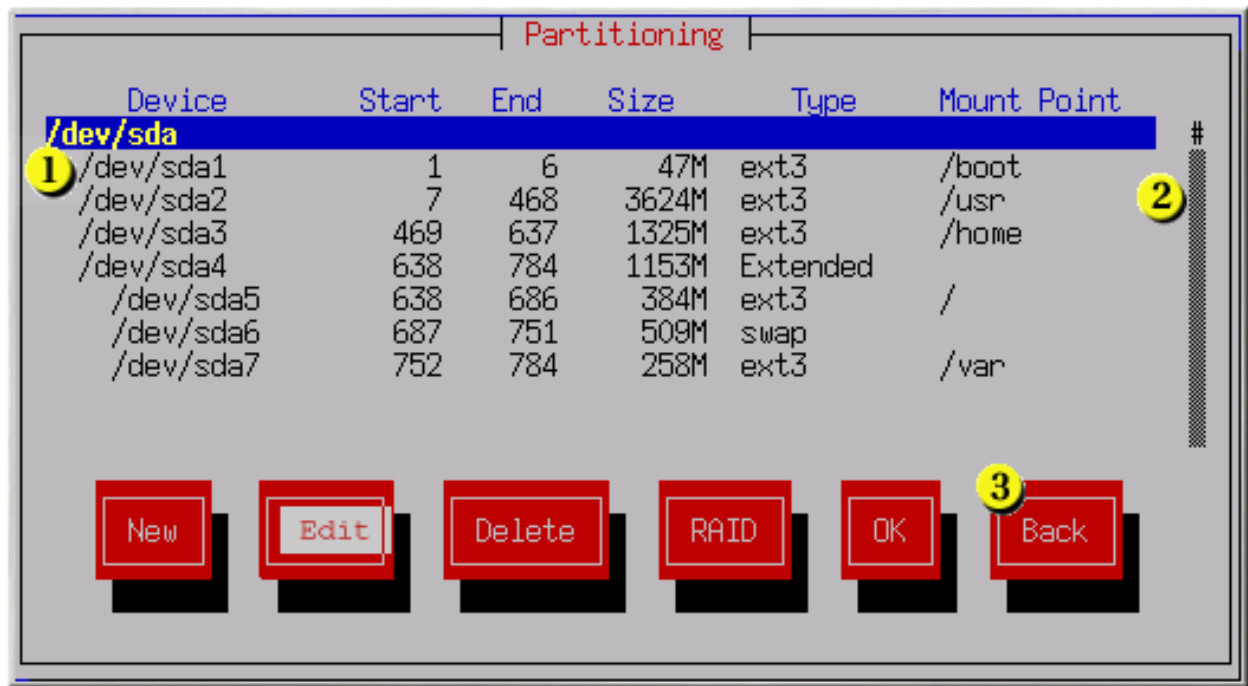 Partitioning
Device Start End Size Type Mount Point
/dev/sda #
1 /dev/sda1 1 6 47M ext3 /boot
/dev/sda2 7 468 3624M ext3 /usr 2
/dev/sda3 469 637 1325M ext3 /home
/dev/sda4 638 784 1153M Extended
/dev/sda5 638 686 384M ext3 /
/dev/sda6 687 751 509M swap
/dev/sda7 752 784 258M ext3 /var
3
New Edit Delete RAID OK Back